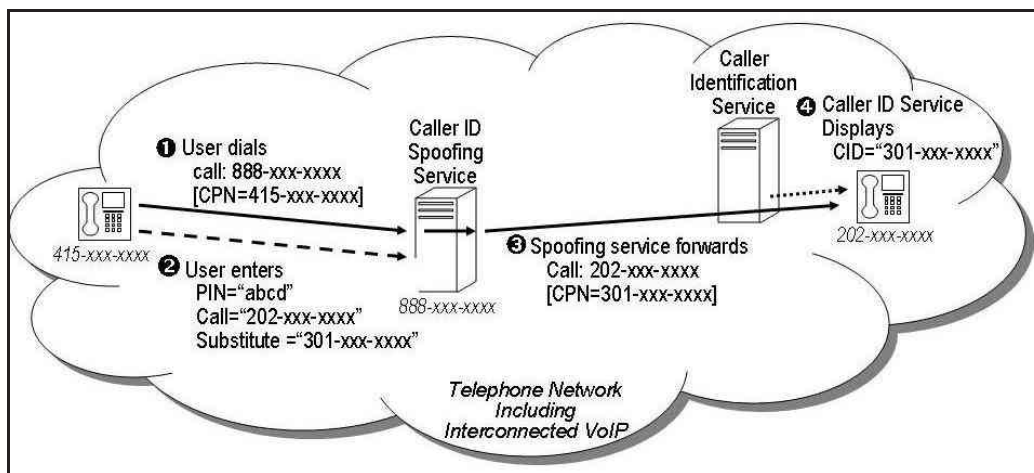 Caller ID
Spoofing
Service
Caller
Identification
Service
❶ User dials
call: 888-xxx-xxxx
[CPN=415-xxx-xxxx]
415-xxx-xxxx
❷ User enters
PIN="abcd"
Call="202-xxx-xxxx"
Substitute ="301-xxx-xxxx"
888-xxx-xxxx
❸ Spoofing service forwards
Call: 202-xxx-xxxx
[CPN=301-xxx-xxxx]
❹ Caller ID Service
Displays
CID="301-xxx-xxxx"
202-xxx-xxxx
Telephone Network
Including
Interconnected VoIP